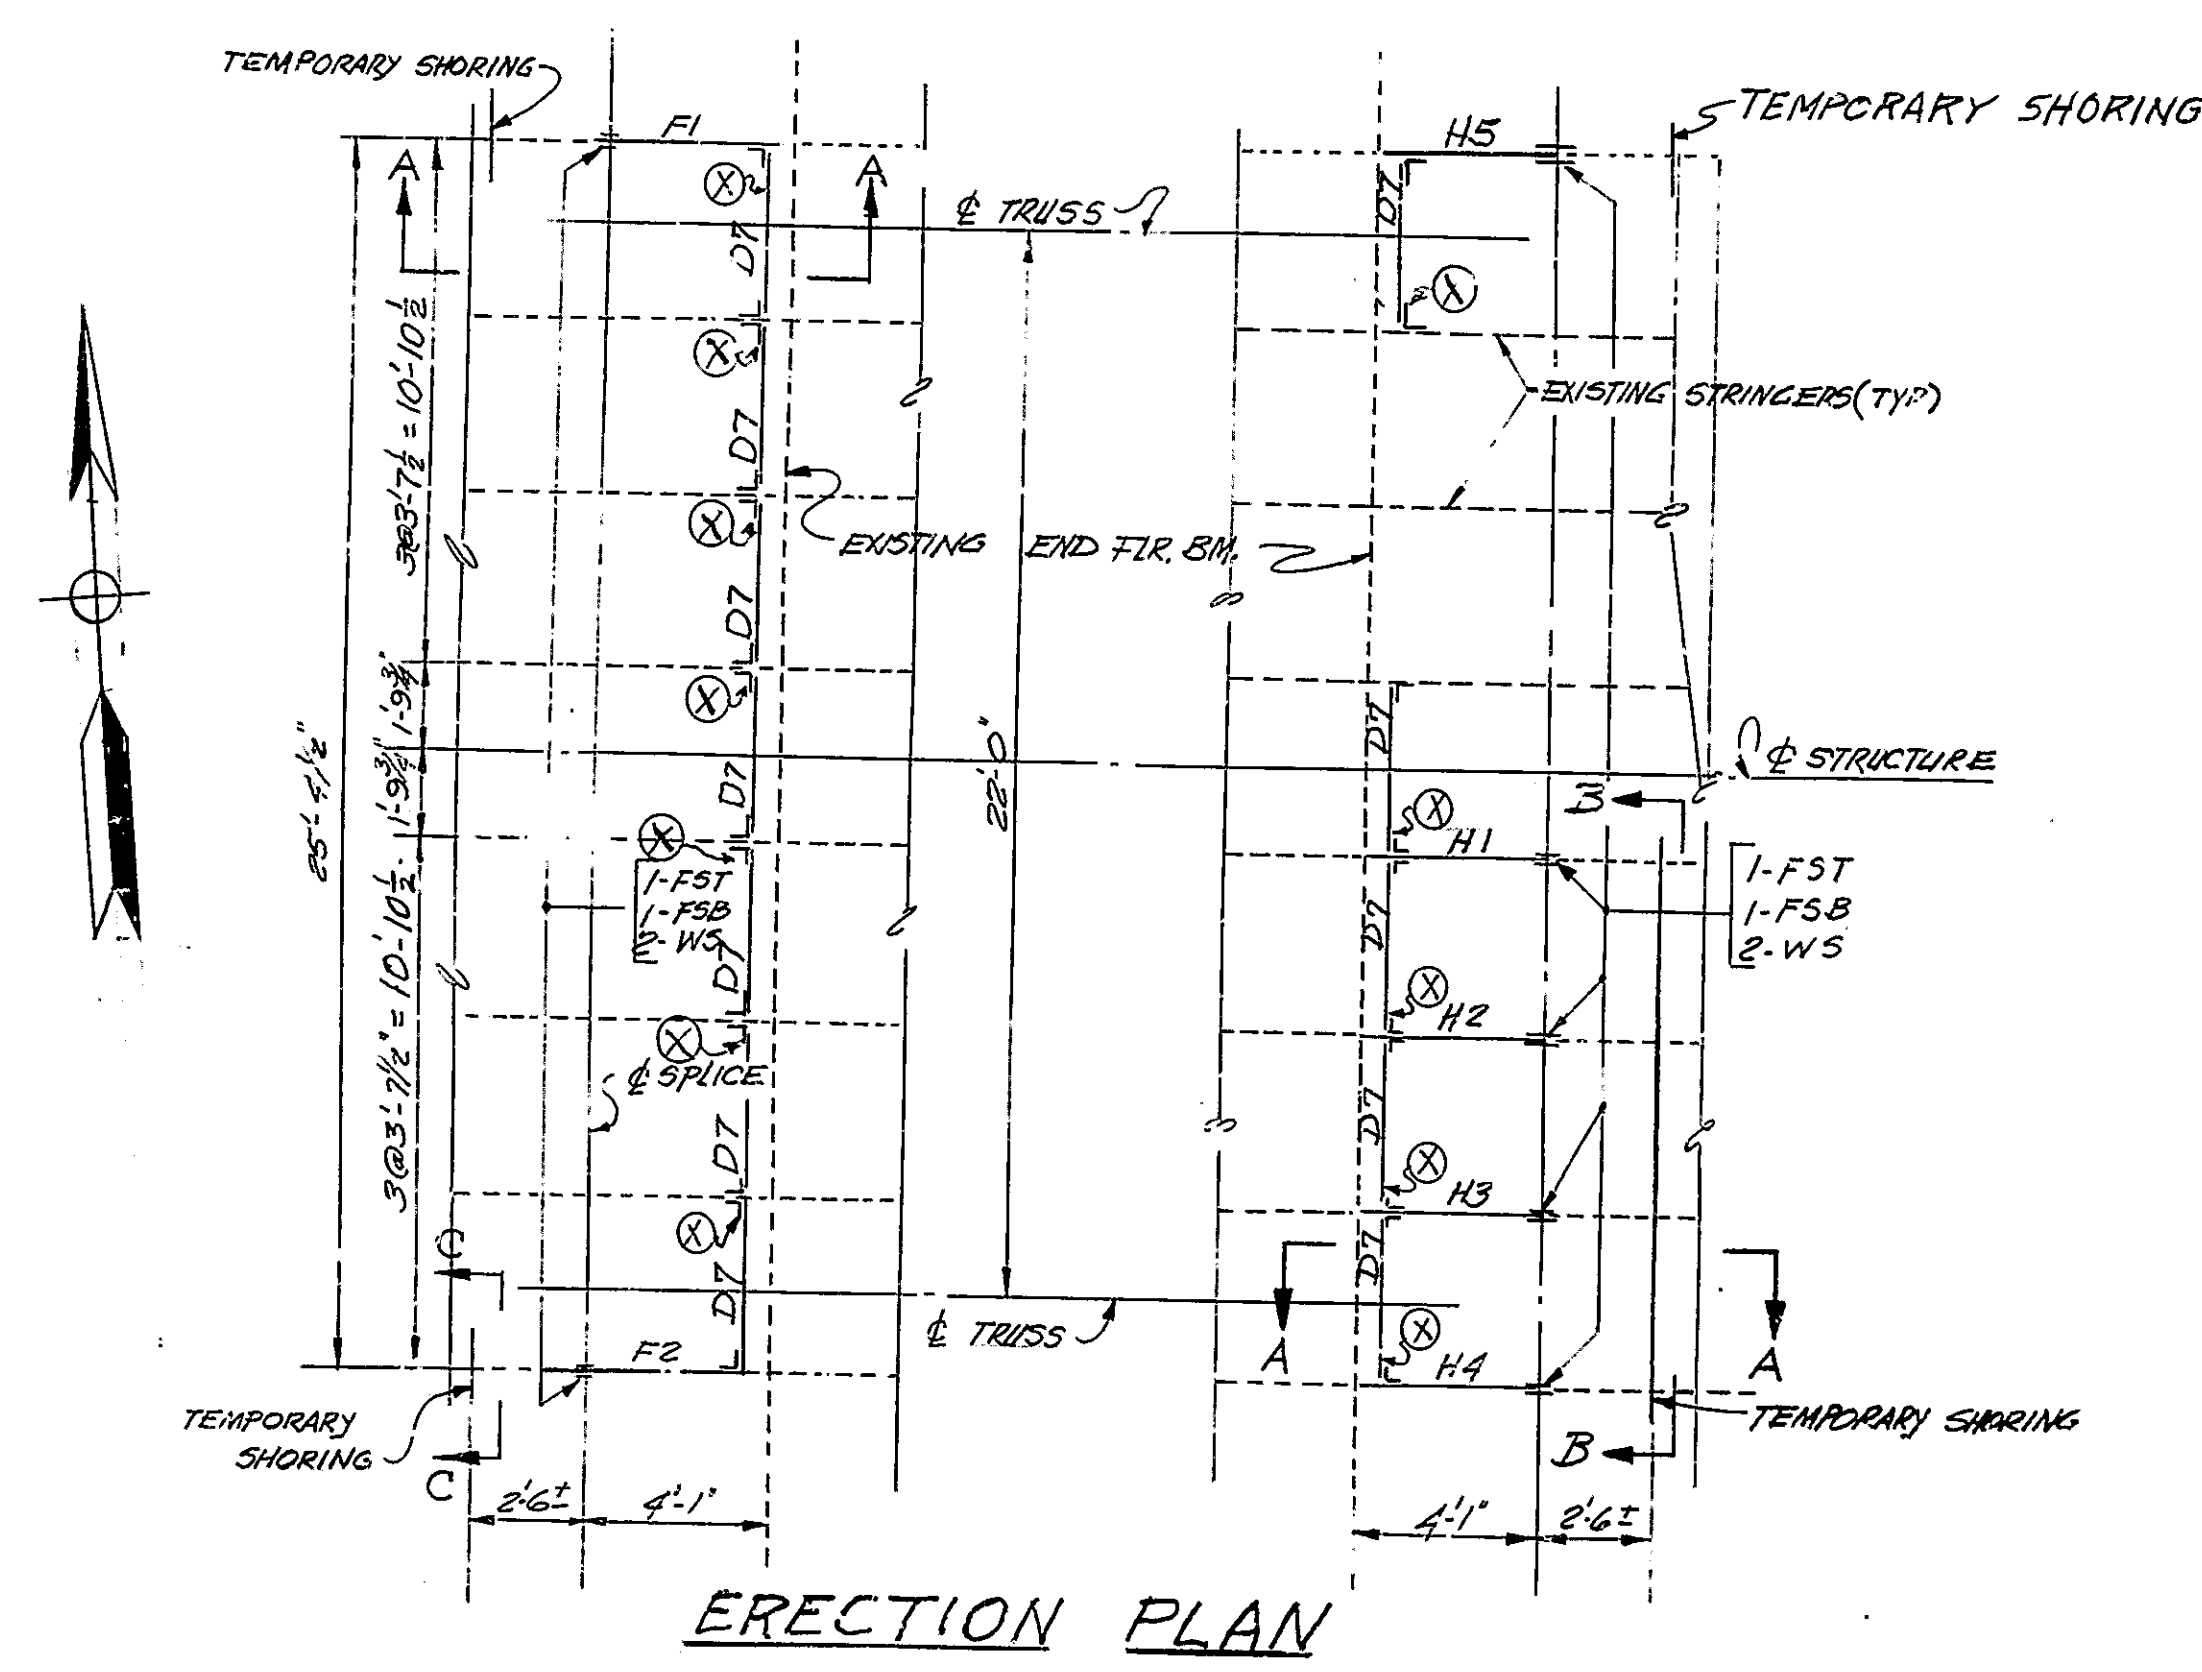 TEMPORARY SHORING
TEMPORARY SHORING
F1
H5
A
A
X
D7
℄ TRUSS
D7
X
3@3'-7½" = 10'-10½
X
D7
EXISTING STRINGERS (TYP)
X
EXISTING END FLR. BM.
D7
1'-9¾"
X
25'-4½"
22'-0"
D7
D7
℄ STRUCTURE
1'-9¾"
B
X
X
H1
1-FST
1-FSB
2-WS
1-FST
1-FSB
2-WS
D7
D7
3@3'-7½" = 10'-10½
X
H2
X
℄ SPLICE
D7
D7
X
H3
X
C
D7
D7
℄ TRUSS
X
A
A
F2
H4
TEMPORARY
SHORING
TEMPORARY SHORING
C
B
2'-6±
4'-1"
4'-1"
2'-6±
ERECTION PLAN